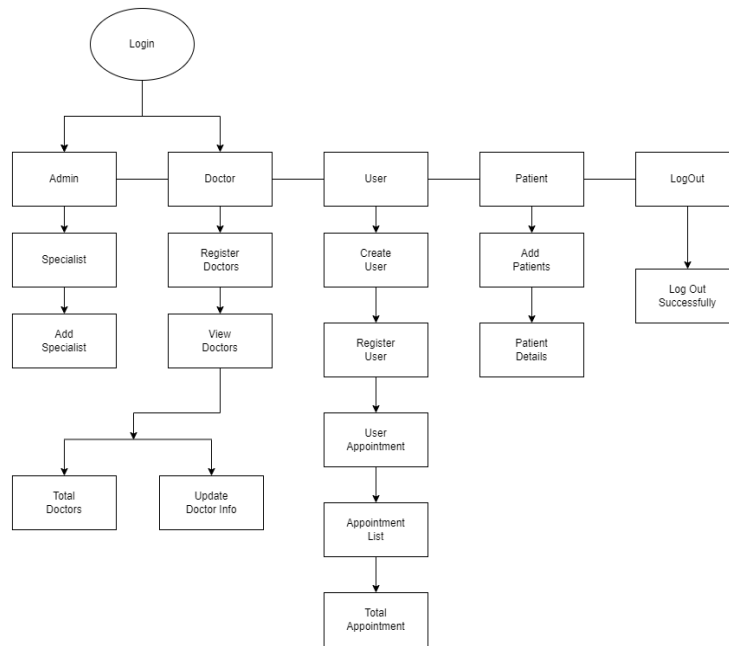 Login
Admin
Doctor
User
Patient
LogOut
Specialist
Register
Doctors
Create
User
Add
Patients
Log Out
Successfully
Add
Specialist
View
Doctors
Register
User
Patient
Details
User
Appointment
Total
Doctors
Update
Doctor Info
Appointment
List
Total
Appointment